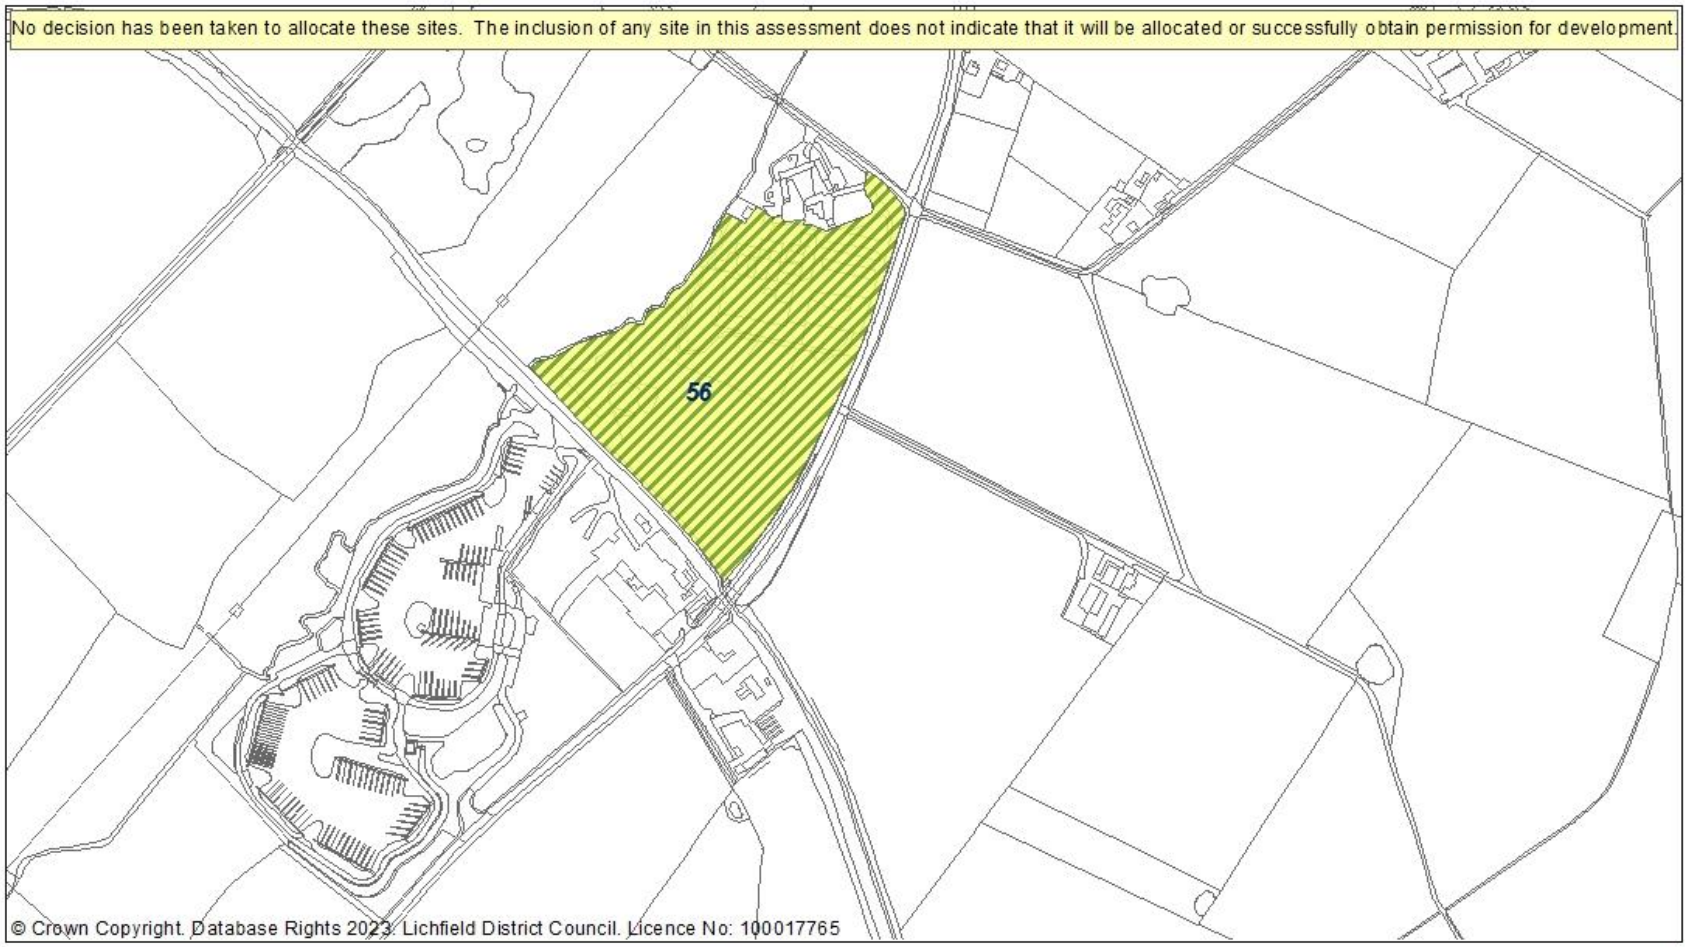 No decision has been taken to allocate these sites.  The inclusion of any site in this assessment does not indicate that it will be allocated or successfully obtain permission for development.
56
© Crown Copyright. Database Rights 2023. Lichfield District Council. Licence No: 100017765